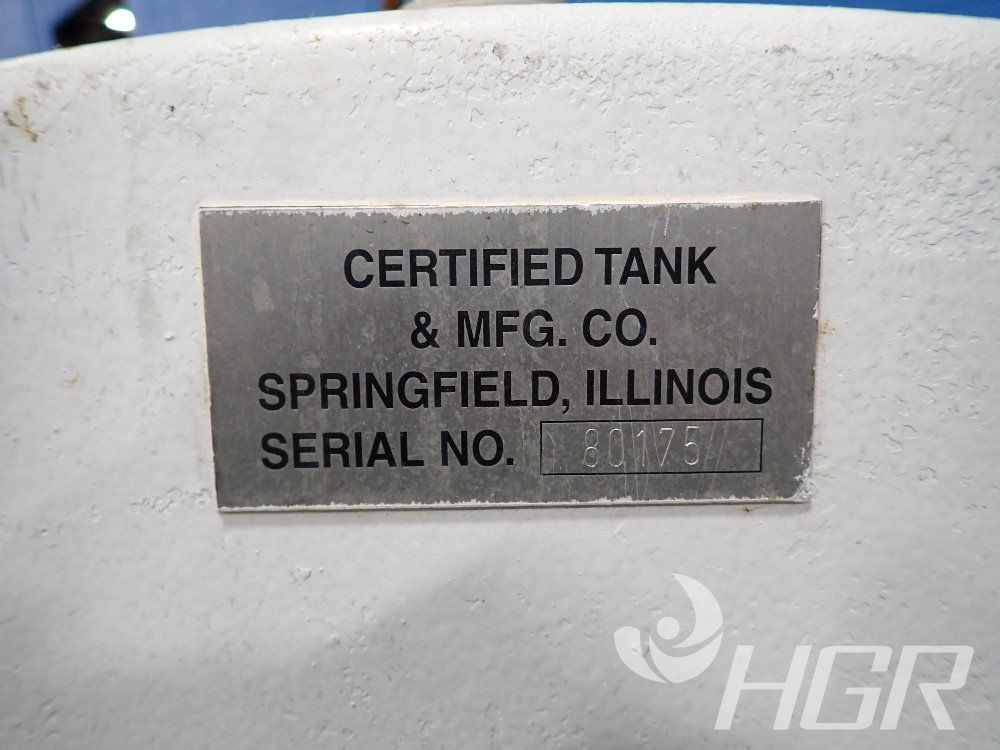 CERTIFIED TANK
& MFG. CO.
SPRINGFIELD, ILLINOIS
SERIAL NO. 80175
HGR